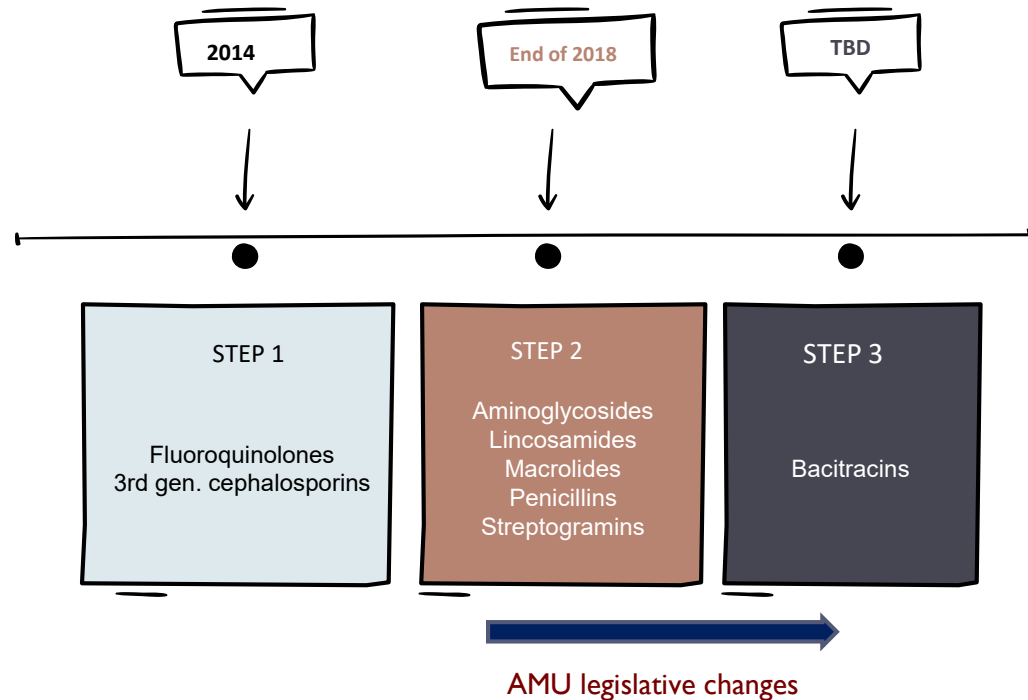 2014
End of 2018
TBD
STEP 1
Fluoroquinolones
3rd gen. cephalosporins
STEP 2
Aminoglycosides
Lincosamides
Macrolides
Penicillins
Streptogramins
STEP 3
Bacitracins
AMU legislative changes